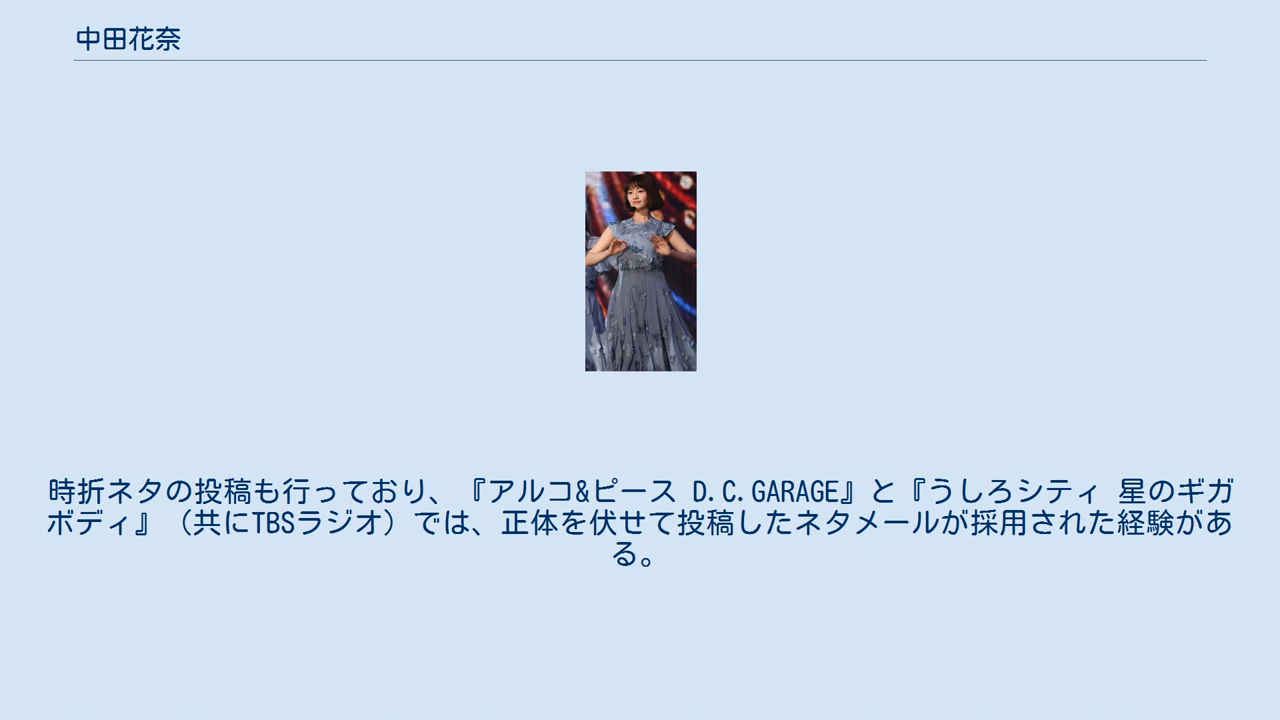 中田花奈
時折ネタの投稿も行っており、『アルコ&ピース D.C.GARAGE』と『うしろシティ 星のギガ
ボディ』（共にTBSラジオ）では、正体を伏せて投稿したネタメールが採用された経験があ
る。